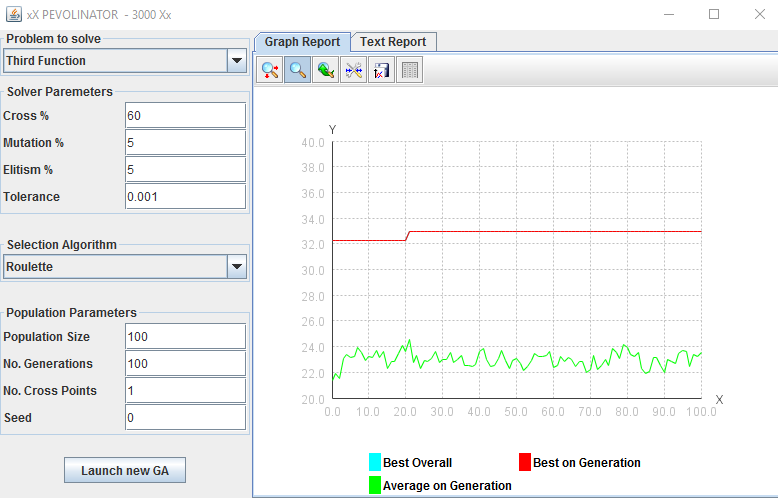 xX PEVOLINATOR - 3000 Xx
Problem to solve
Third Function
Solver Paremeters
Cross % 60
Mutation % 5
Elitism % 5
Tolerance 0.001
Selection Algorithm
Roulette
Population Parameters
Population Size 100
No. Generations 100
No. Cross Points 1
Seed 0
Launch new GA
Graph Report Text Report
Y
40.0
38.0
36.0
34.0
32.0
30.0
28.0
26.0
24.0
22.0
20.0
X
0.0 10.0 20.0 30.0 40.0 50.0 60.0 70.0 80.0 90.0 100.0
Best Overall Best on Generation
Average on Generation